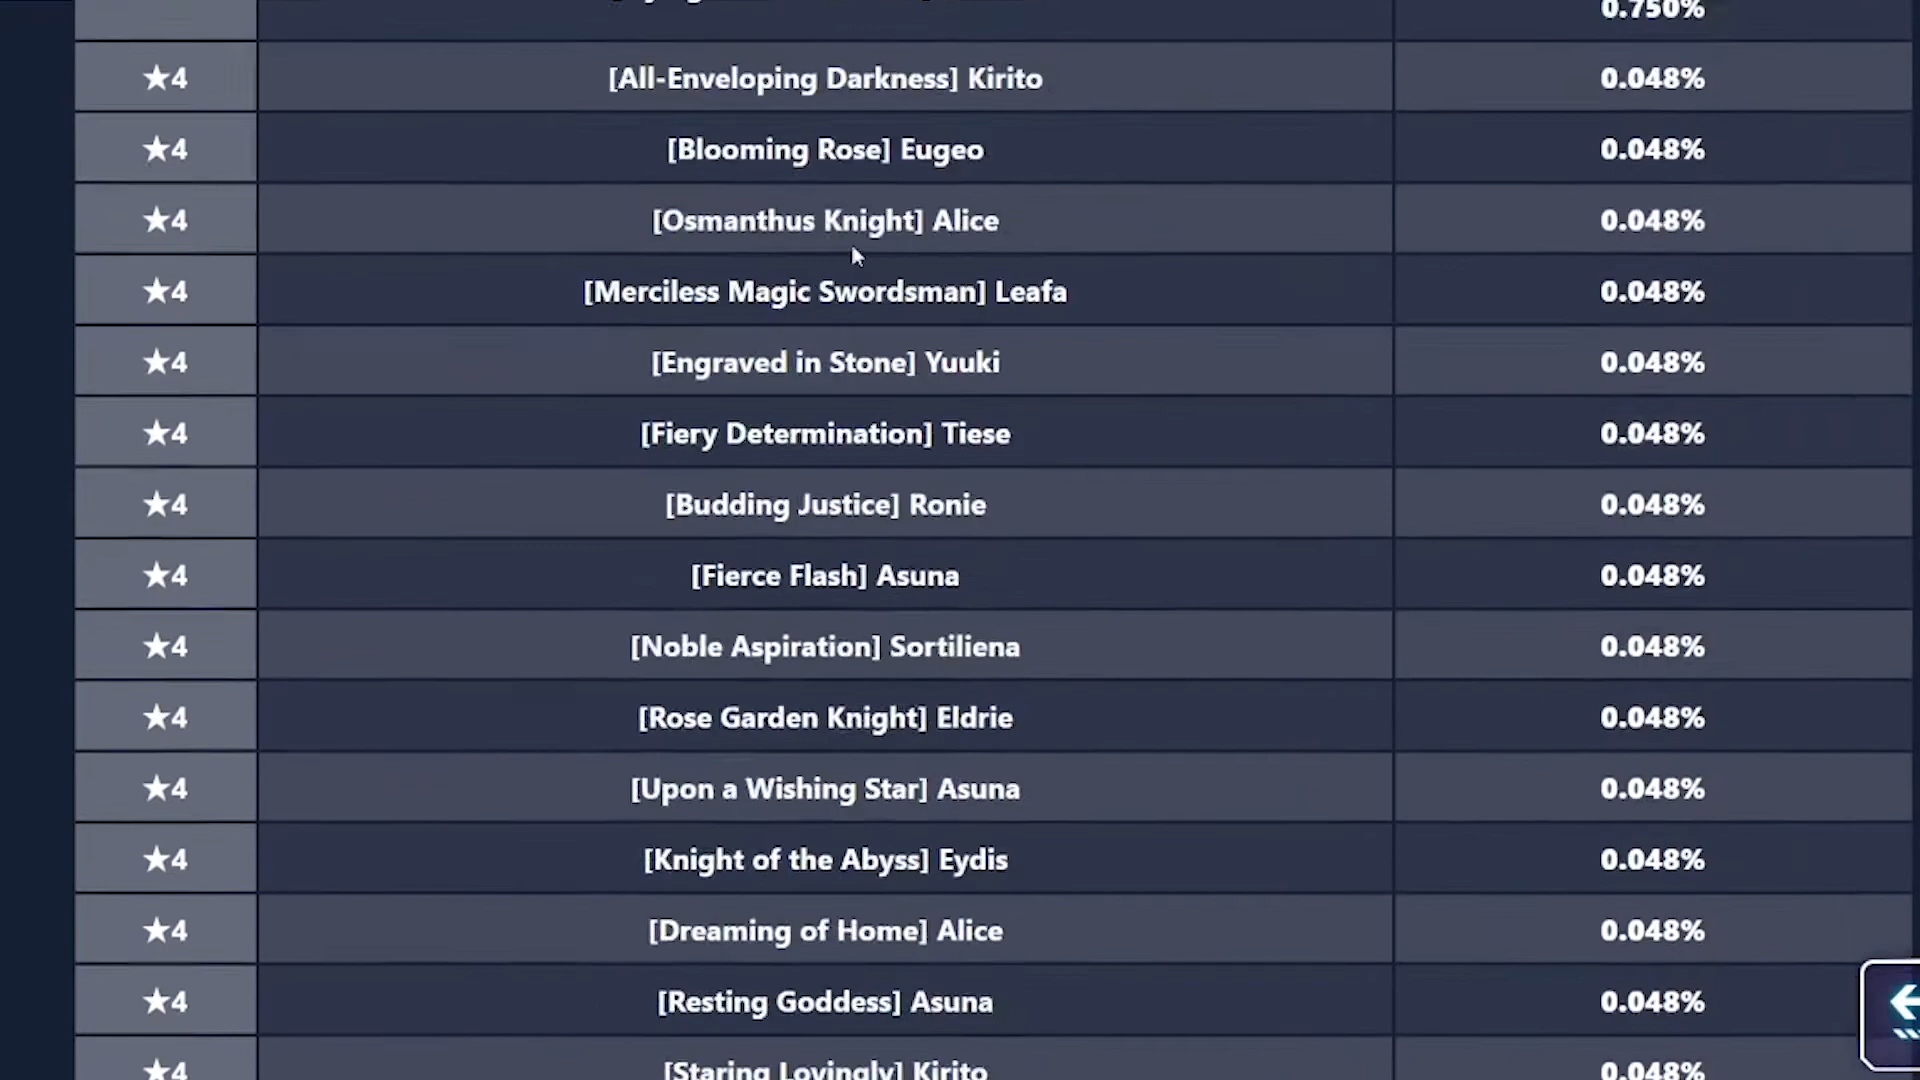 0.750%
★4 [All-Enveloping Darkness] Kirito 0.048%
★4 [Blooming Rose] Eugeo 0.048%
★4 [Osmanthus Knight] Alice 0.048%
★4 [Merciless Magic Swordsman] Leafa 0.048%
★4 [Engraved in Stone] Yuuki 0.048%
★4 [Fiery Determination] Tiese 0.048%
★4 [Budding Justice] Ronie 0.048%
★4 [Fierce Flash] Asuna 0.048%
★4 [Noble Aspiration] Sortiliena 0.048%
★4 [Rose Garden Knight] Eldrie 0.048%
★4 [Upon a Wishing Star] Asuna 0.048%
★4 [Knight of the Abyss] Eydis 0.048%
★4 [Dreaming of Home] Alice 0.048%
★4 [Resting Goddess] Asuna 0.048%
★4 [Staring Lovingly] Kirito 0.048%